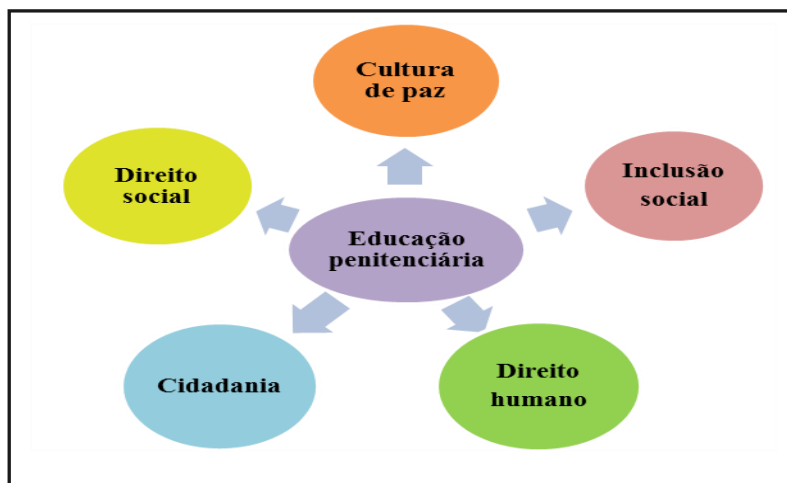 Cultura
de paz
Direito
social
Inclusão
social
Educação
penitenciária
Cidadania
Direito
humano